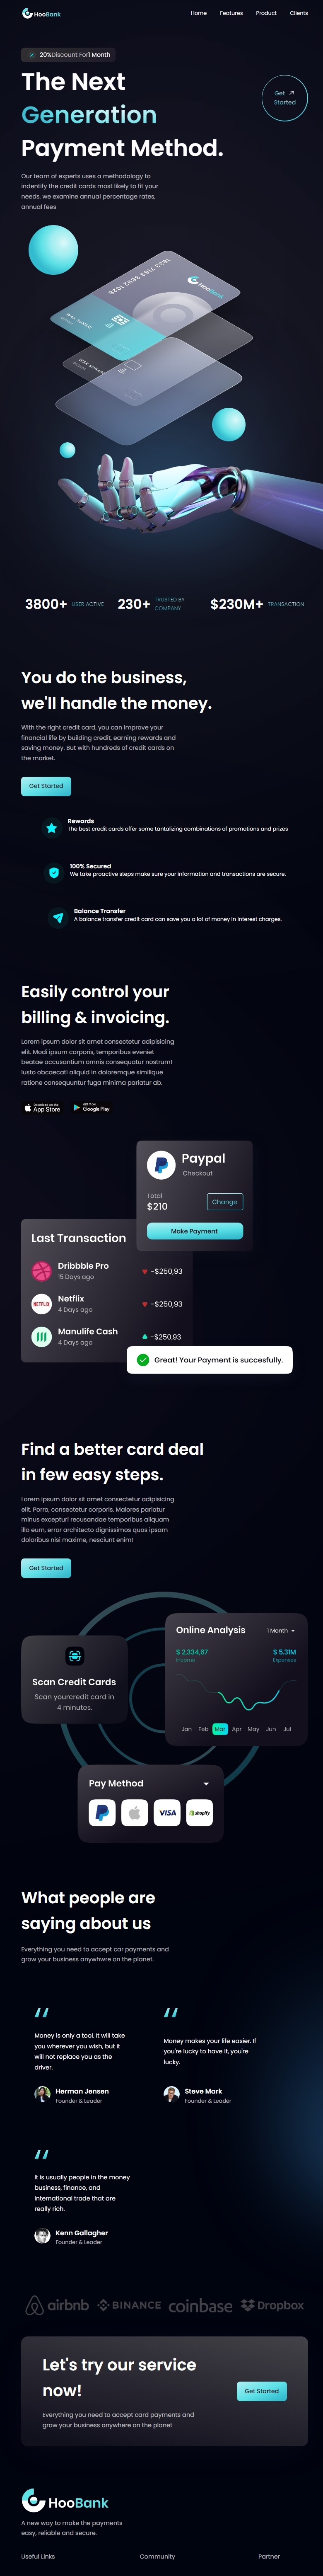 HooBank
Home Features Product Clients
20% Discount For 1 Month
The Next
Generation
Payment Method.
Get
Started
Our team of experts uses a methodology to
indentify the credit cards most likely to fit your
needs. we examine annual percentage rates,
annual fees
HooBank
3800+ USER ACTIVE
230+ TRUSTED BY
COMPANY
$230M+ TRANSACTION
You do the business,
we'll handle the money.
With the right credit card, you can improve your
financial life by building credit, earning rewards and
saving money. But with hundreds of credit cards on
the market.
Get Started
Rewards
The best credit cards offer some tantalizing combinations of promotions and prizes
100% Secured
We take proactive steps make sure your information and transactions are secure.
Balance Transfer
A balance transfer credit card can save you a lot of money in interest charges.
Easily control your
billing & invoicing.
Lorem ipsum dolor sit amet consectetur adipisicing
elit. Modi ipsum corporis, temporibus eveniet
beatae accusantium omnis consequatur nostrum!
Iusto obcaecati aliquid in doloremque similique
ratione consequuntur fuga minima pariatur ab.
Download on the
App Store
GET IT ON
Google Play
Paypal
Checkout
Total
$210
Change
Make Payment
Last Transaction
Dribbble Pro
15 Days ago
-$250,93
NETFLIX
Netflix
4 Days ago
-$250,93
Manulife Cash
4 Days ago
-$250,93
Great! Your Payment is succesfully.
Find a better card deal
in few easy steps.
Lorem ipsum dolor sit amet consectetur adipisicing
elit. Porro, consectetur corporis. Maiores pariatur
minus excepturi recusandae temporibus aliquam
illo eum, error architecto dignissimos quos ipsum
doloribus nisi maxime, nesciunt enim!
Get Started
Online Analysis
1 Month
$ 2,334,67
Income
$ 5.31M
Expenses
Jan Feb Mar Apr May Jun Jul
Scan Credit Cards
Scan yourcredit card in
4 minutes.
Pay Method
VISA
shopify
What people are
saying about us
Everything you need to accept car payments and
grow your business anywhwre on the planet.
Money is only a tool. It will take
you wherever you wish, but it
will not replace you as the
driver.
Herman Jensen
Founder & Leader
Money makes your life easier. If
you're lucky to have it, you're
lucky.
Steve Mark
Founder & Leader
It is usually people in the money
business, finance, and
international trade that are
really rich.
Kenn Gallagher
Founder & Leader
airbnb
BINANCE
coinbase
Dropbox
Let's try our service
now!
Everything you need to accept card payments and
grow your business anywhere on the planet
Get Started
HooBank
A new way to make the payments
easy, reliable and secure.
Useful Links
Community
Partner